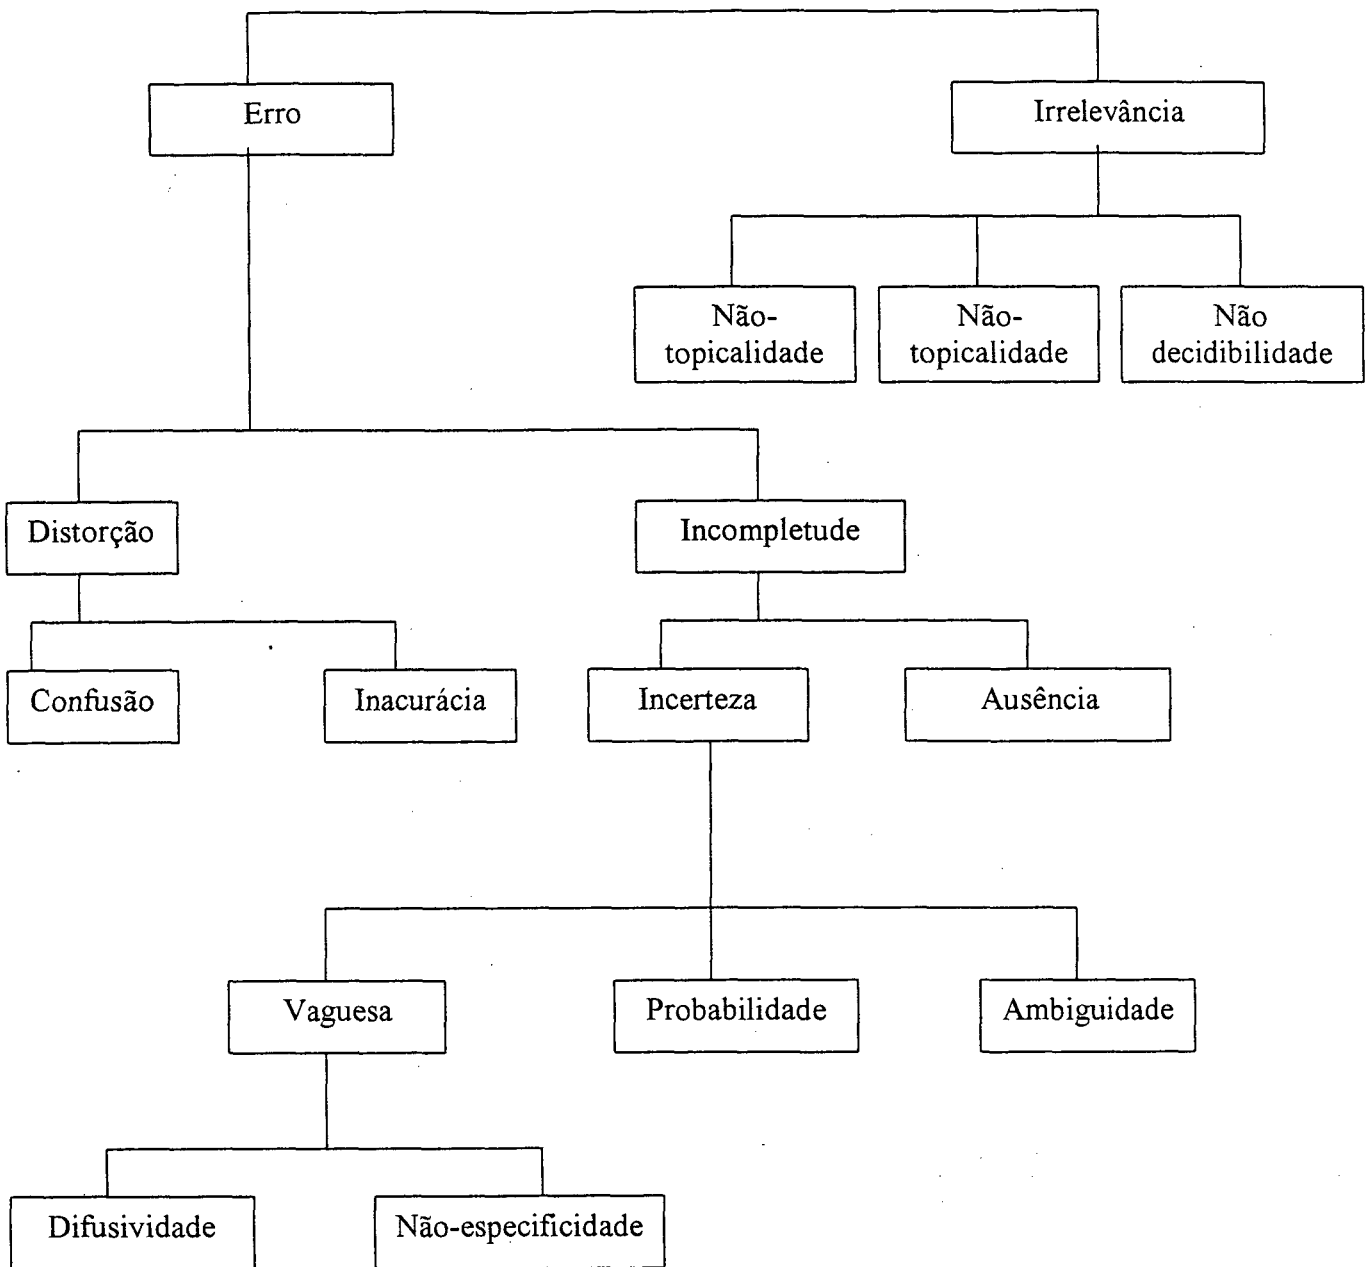 Erro
Irrelevância
Não-
topicalidade
Não-
topicalidade
Não
decidibilidade
Distorção
Incompletude
Confusão
Inacurácia
Incerteza
Ausência
Vaguesa
Probabilidade
Ambiguidade
Difusividade
Não-especificidade